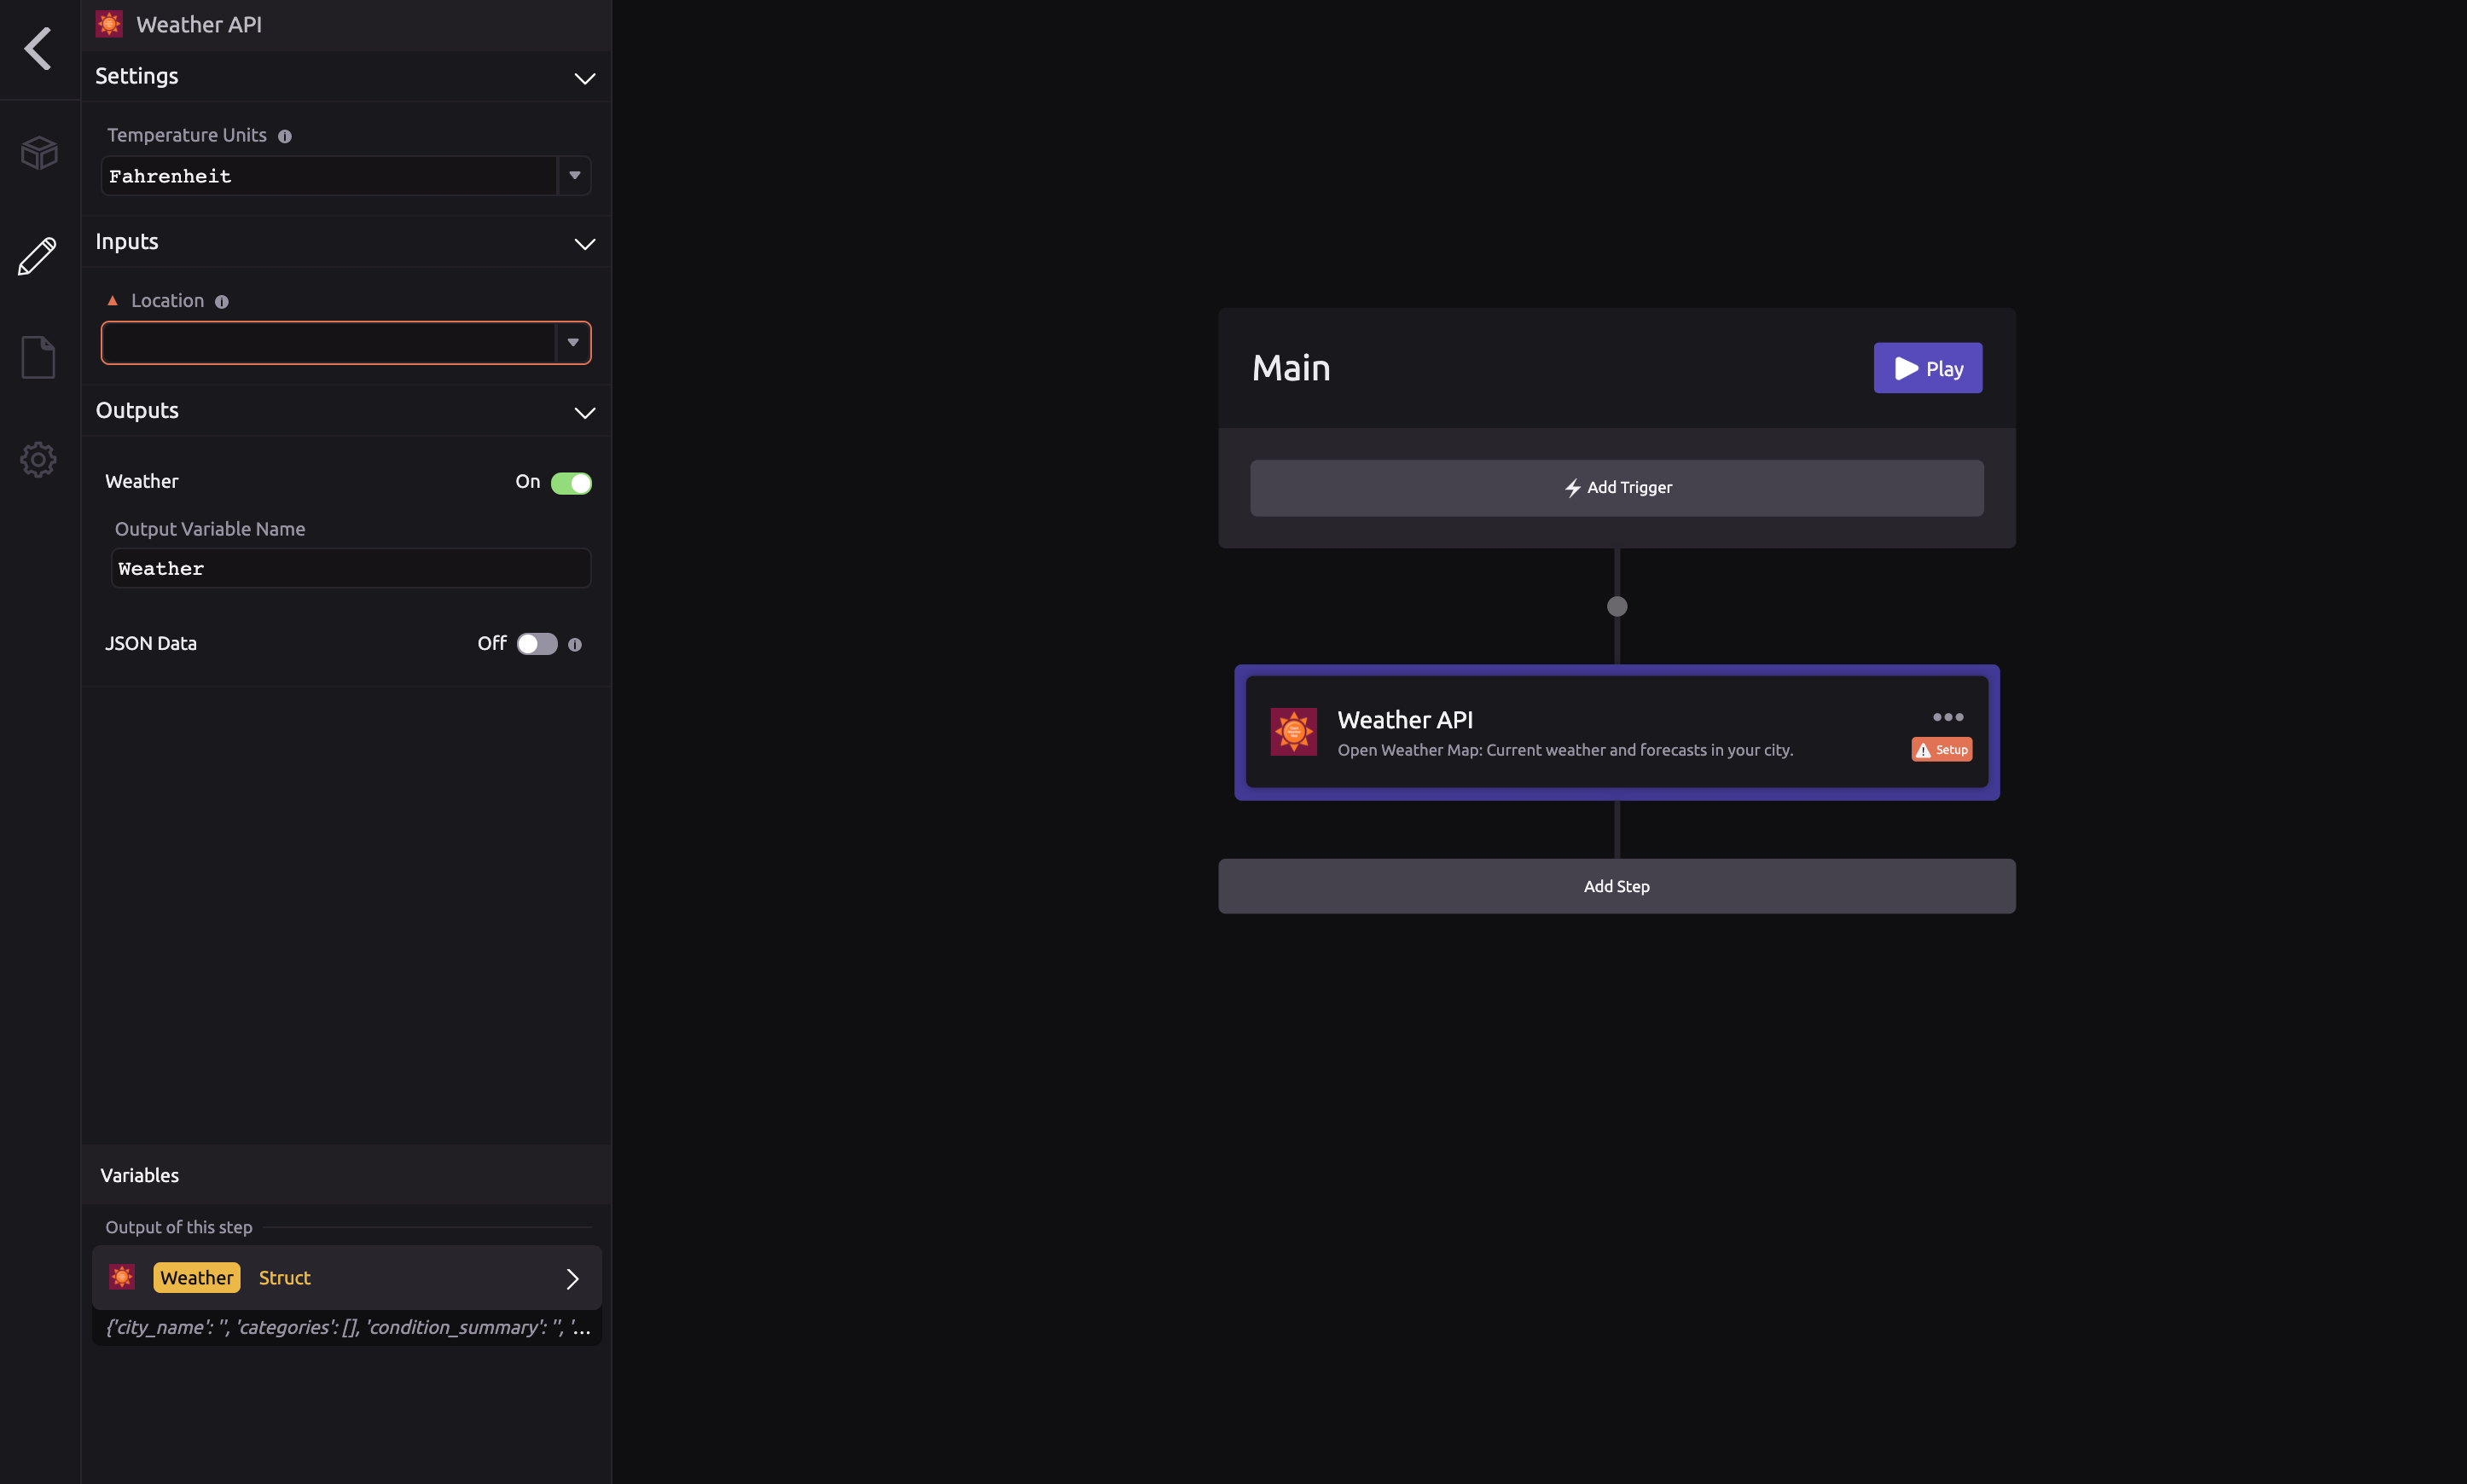 Weather API
Settings
Temperature Units
Fahrenheit
Inputs
Location
Outputs
Weather On
Output Variable Name
Weather
JSON Data Off
Variables
Output of this step
Weather Struct
{'city_name': '', 'categories': [], 'condition_summary': '', '...
Main
Play
Add Trigger
Weather API
Open Weather Map: Current weather and forecasts in your city.
Setup
Add Step